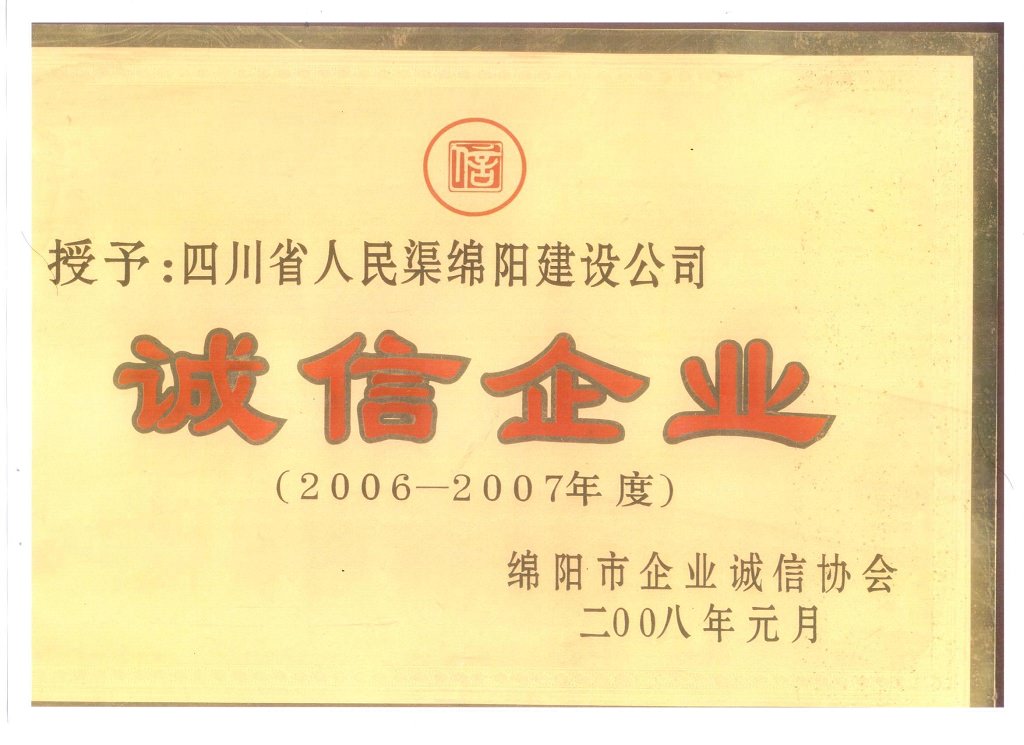 信
授予:四川省人民渠绵阳建设公司
诚信企业
(2006—2007年度)
绵阳市企业诚信协会
二00八年元月